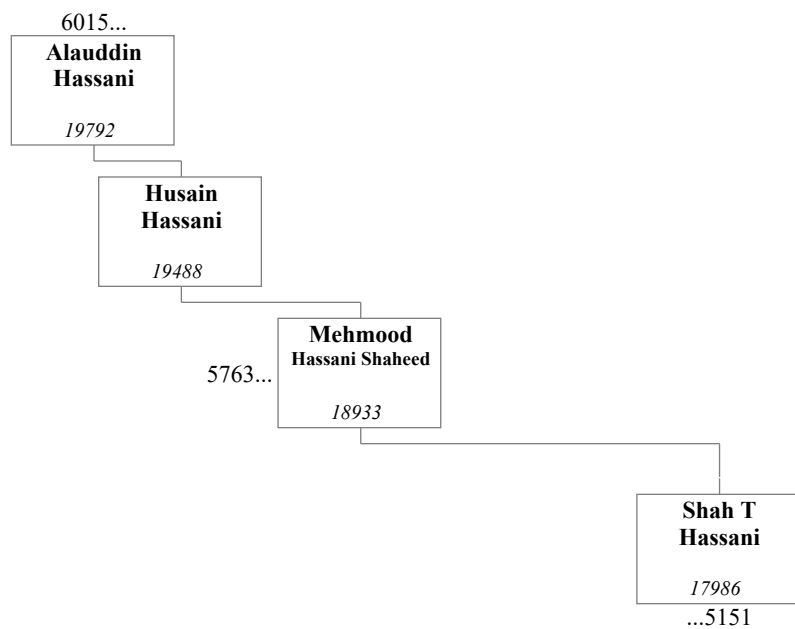 6015...
Alauddin
Hassani
19792
Husain
Hassani
19488
Mehmood
Hassani Shaheed
5763...
18933
Shah T
Hassani
17986
...5151